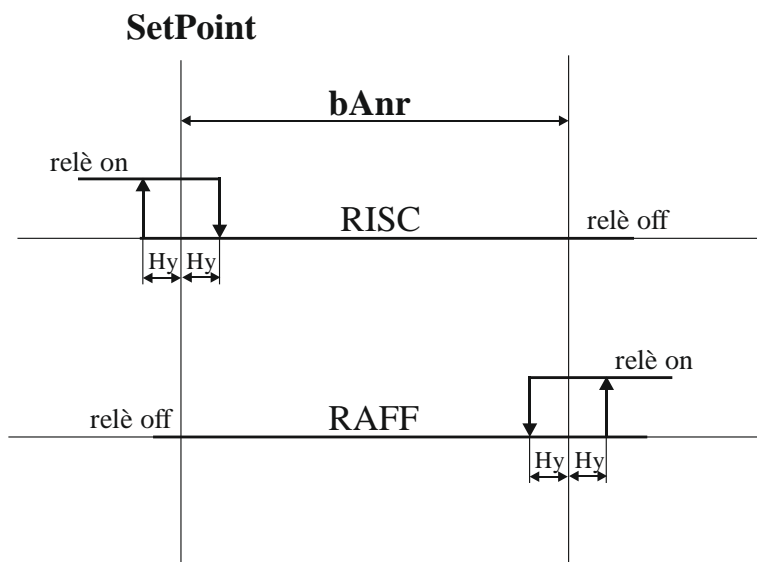 SetPoint
bAnr
relè on
RISC
relè off
Hy Hy
relè on
relè off
RAFF
Hy Hy